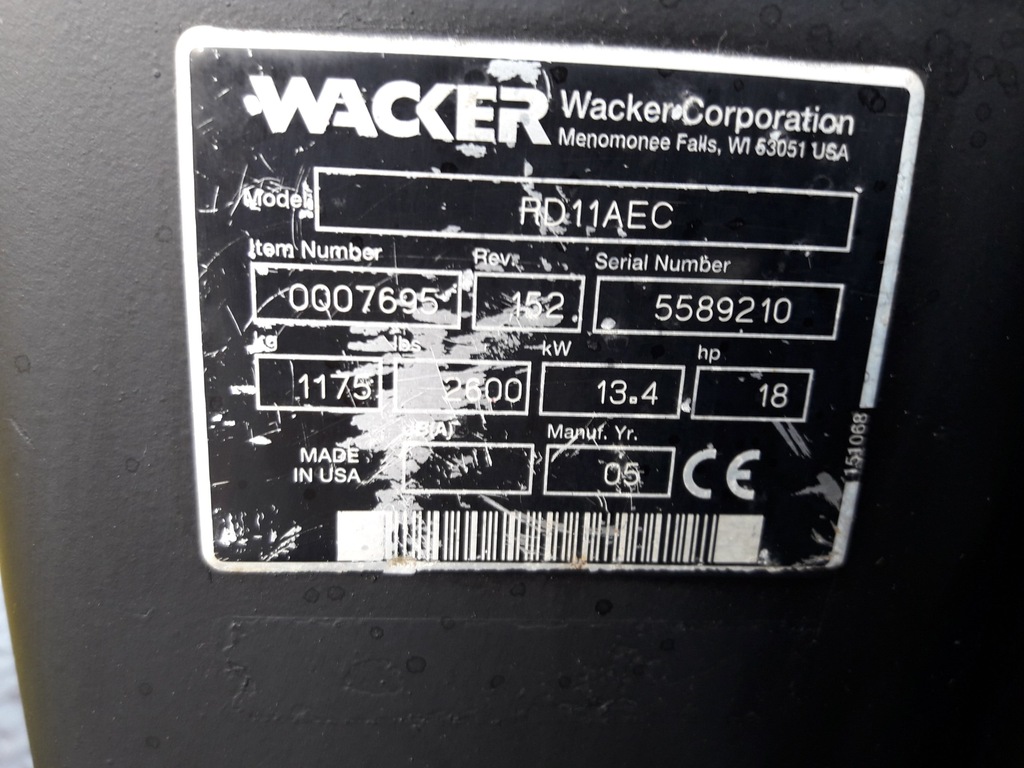 WACKER
Wacker Corporation
Menomonee Falls, WI 53051 USA
Model RD11AEC
Item Number Rev. Serial Number
0007695 152 5589210
kg lbs kW hp
1175 2600 13.4 18
dB(A) Manuf. Yr.
MADE IN USA
05
CE
151068